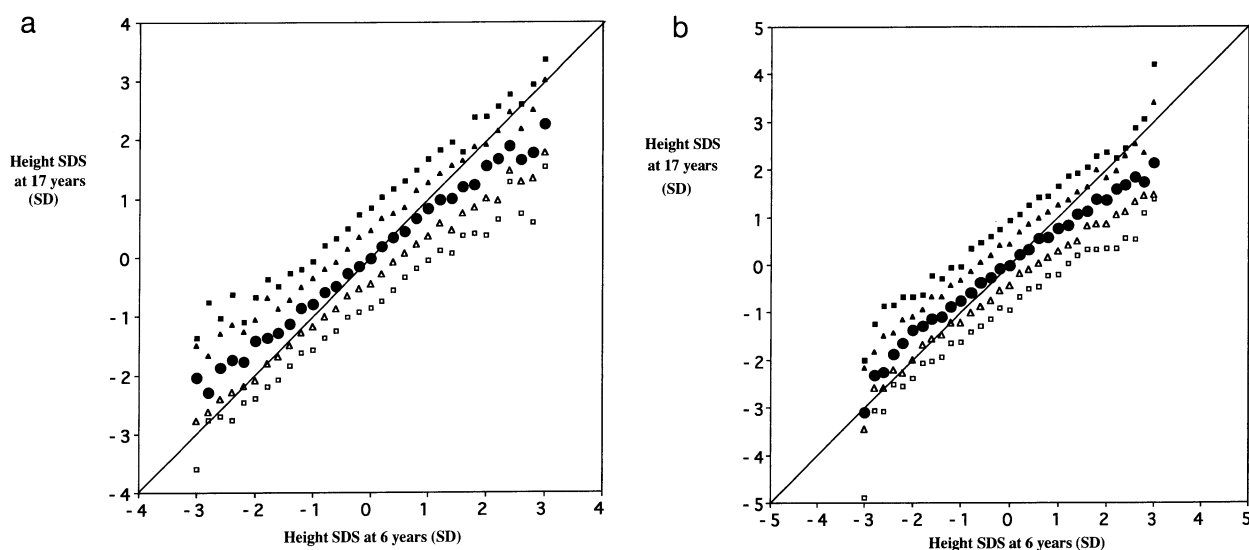 a
4
3
2
1
0
- 1
- 2
- 3
- 4
Height SDS
at 17 years
(SD)
- 4 - 3 - 2 - 1 0 1 2 3 4
Height SDS at 6 years (SD)
b
5
4
3
2
1
0
- 1
- 2
- 3
- 4
- 5
Height SDS
at 17 years
(SD)
- 5 - 4 - 3 - 2 - 1 0 1 2 3 4 5
Height SDS at 6 years (SD)